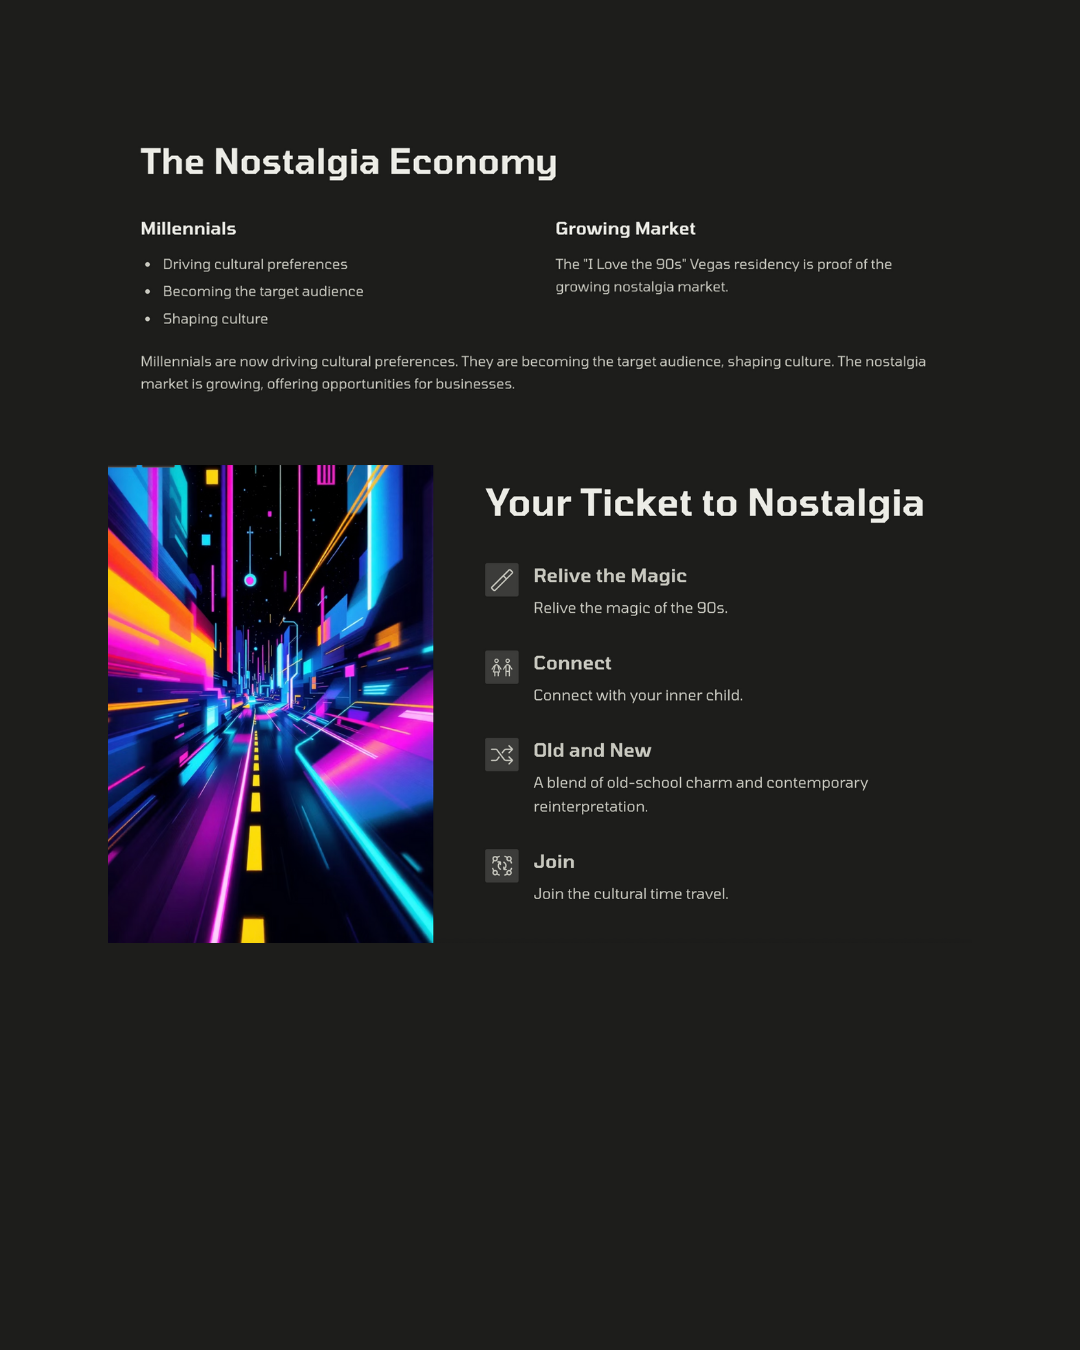 The Nostalgia Economy
Millennials
• Driving cultural preferences
• Becoming the target audience
• Shaping culture
Growing Market
The "I Love the 90s" Vegas residency is proof of the
growing nostalgia market.
Millennials are now driving cultural preferences. They are becoming the target audience, shaping culture. The nostalgia
market is growing, offering opportunities for businesses.
Your Ticket to Nostalgia
Relive the Magic
Relive the magic of the 90s.
Connect
Connect with your inner child.
Old and New
A blend of old-school charm and contemporary
reinterpretation.
Join
Join the cultural time travel.